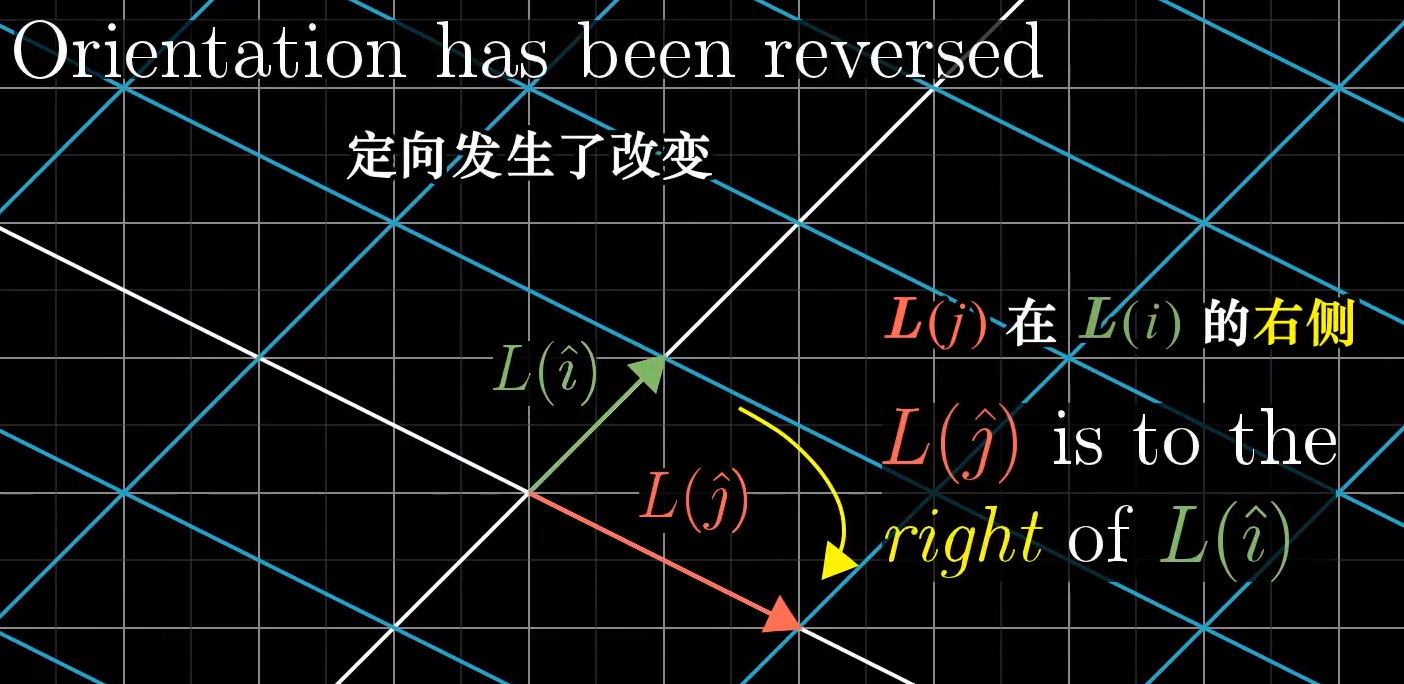 Orientation has been reversed
定向发生了改变
L(j) 在 L(i) 的右侧
L(î)
L(ĵ) is to the
L(ĵ)
right of L(î)